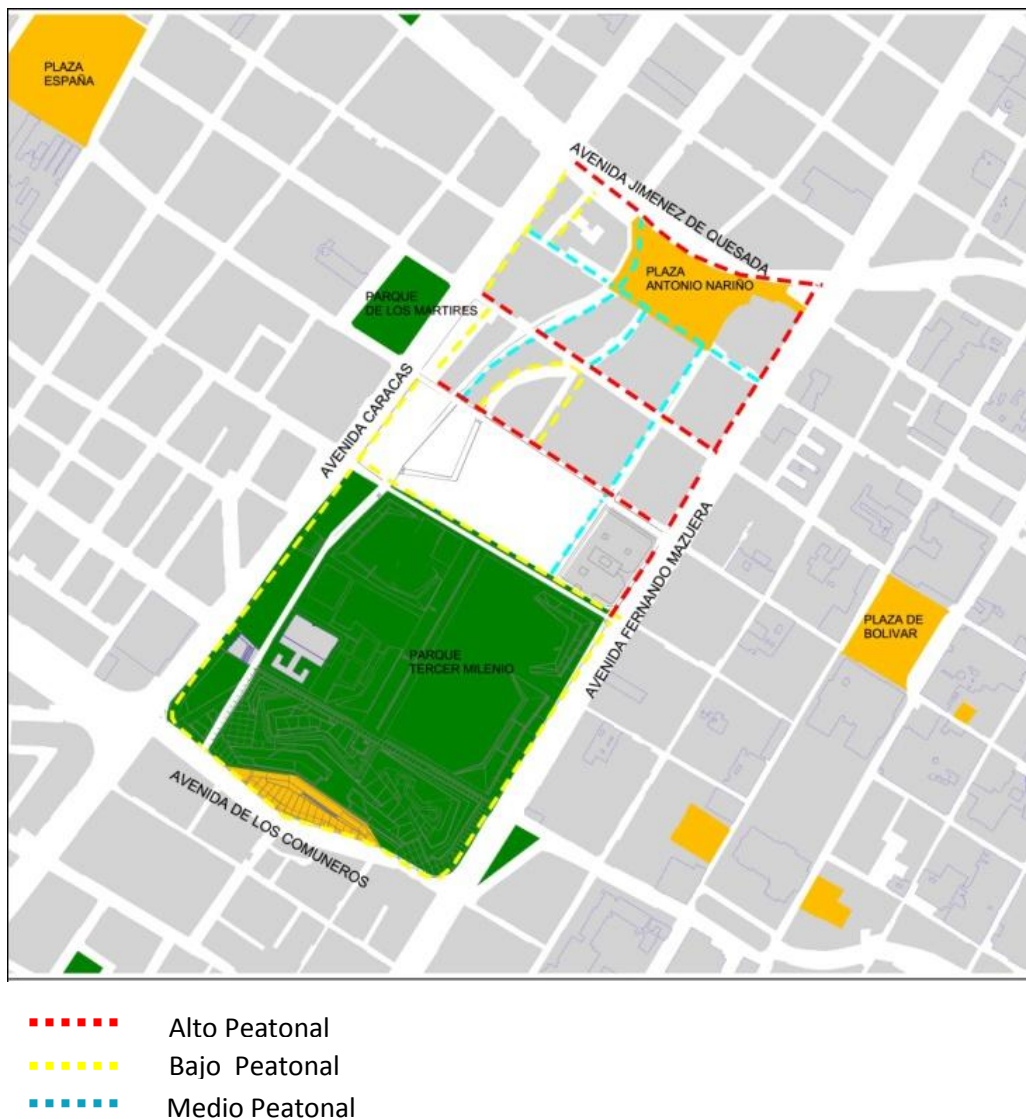 PLAZA
ESPAÑA
AVENIDA JIMENEZ DE QUESADA
PLAZA
ANTONIO NARIÑO
PARQUE
DE LOS MARTIRES
AVENIDA CARACAS
AVENIDA FERNANDO MAZUERA
PLAZA DE
BOLIVAR
PARQUE
TERCER MILENIO
AVENIDA DE LOS COMUNEROS
Alto Peatonal
Bajo Peatonal
Medio Peatonal